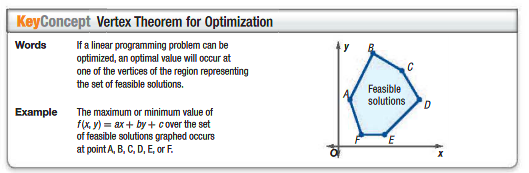 KeyConcept Vertex Theorem for Optimization
Words
If a linear programming problem can be
optimized, an optimal value will occur at
one of the vertices of the region representing
the set of feasible solutions.
Example
The maximum or minimum value of
f(x, y) = ax + by + c over the set
of feasible solutions graphed occurs
at point A, B, C, D, E, or F.
y
B
C
A
Feasible
solutions
D
F
E
O
x